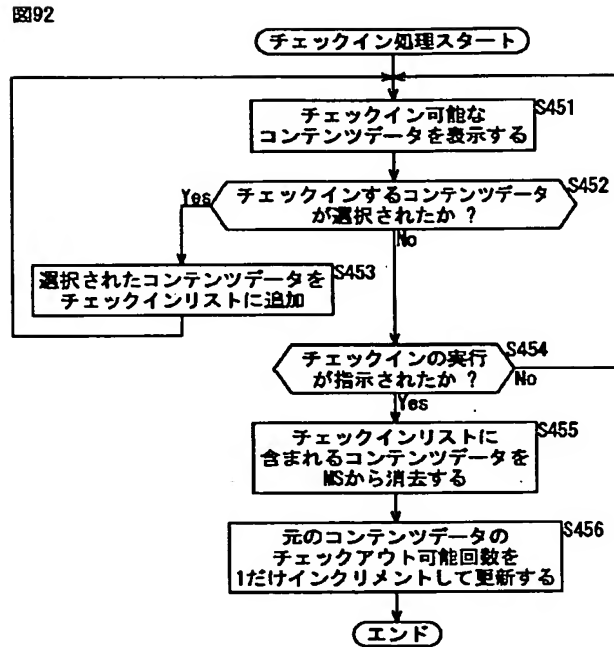 図92
チェックイン処理スタート
チェックイン可能な
コンテンツデータを表示する
S451
チェックインするコンテンツデータ
が選択されたか?
S452
Yes
No
選択されたコンテンツデータを
チェックインリストに追加
S453
チェックインの実行
が指示されたか?
S454
No
Yes
チェックインリストに
含まれるコンテンツデータを
MSから消去する
S455
元のコンテンツデータの
チェックアウト可能回数を
1だけインクリメントして更新する
S456
エンド